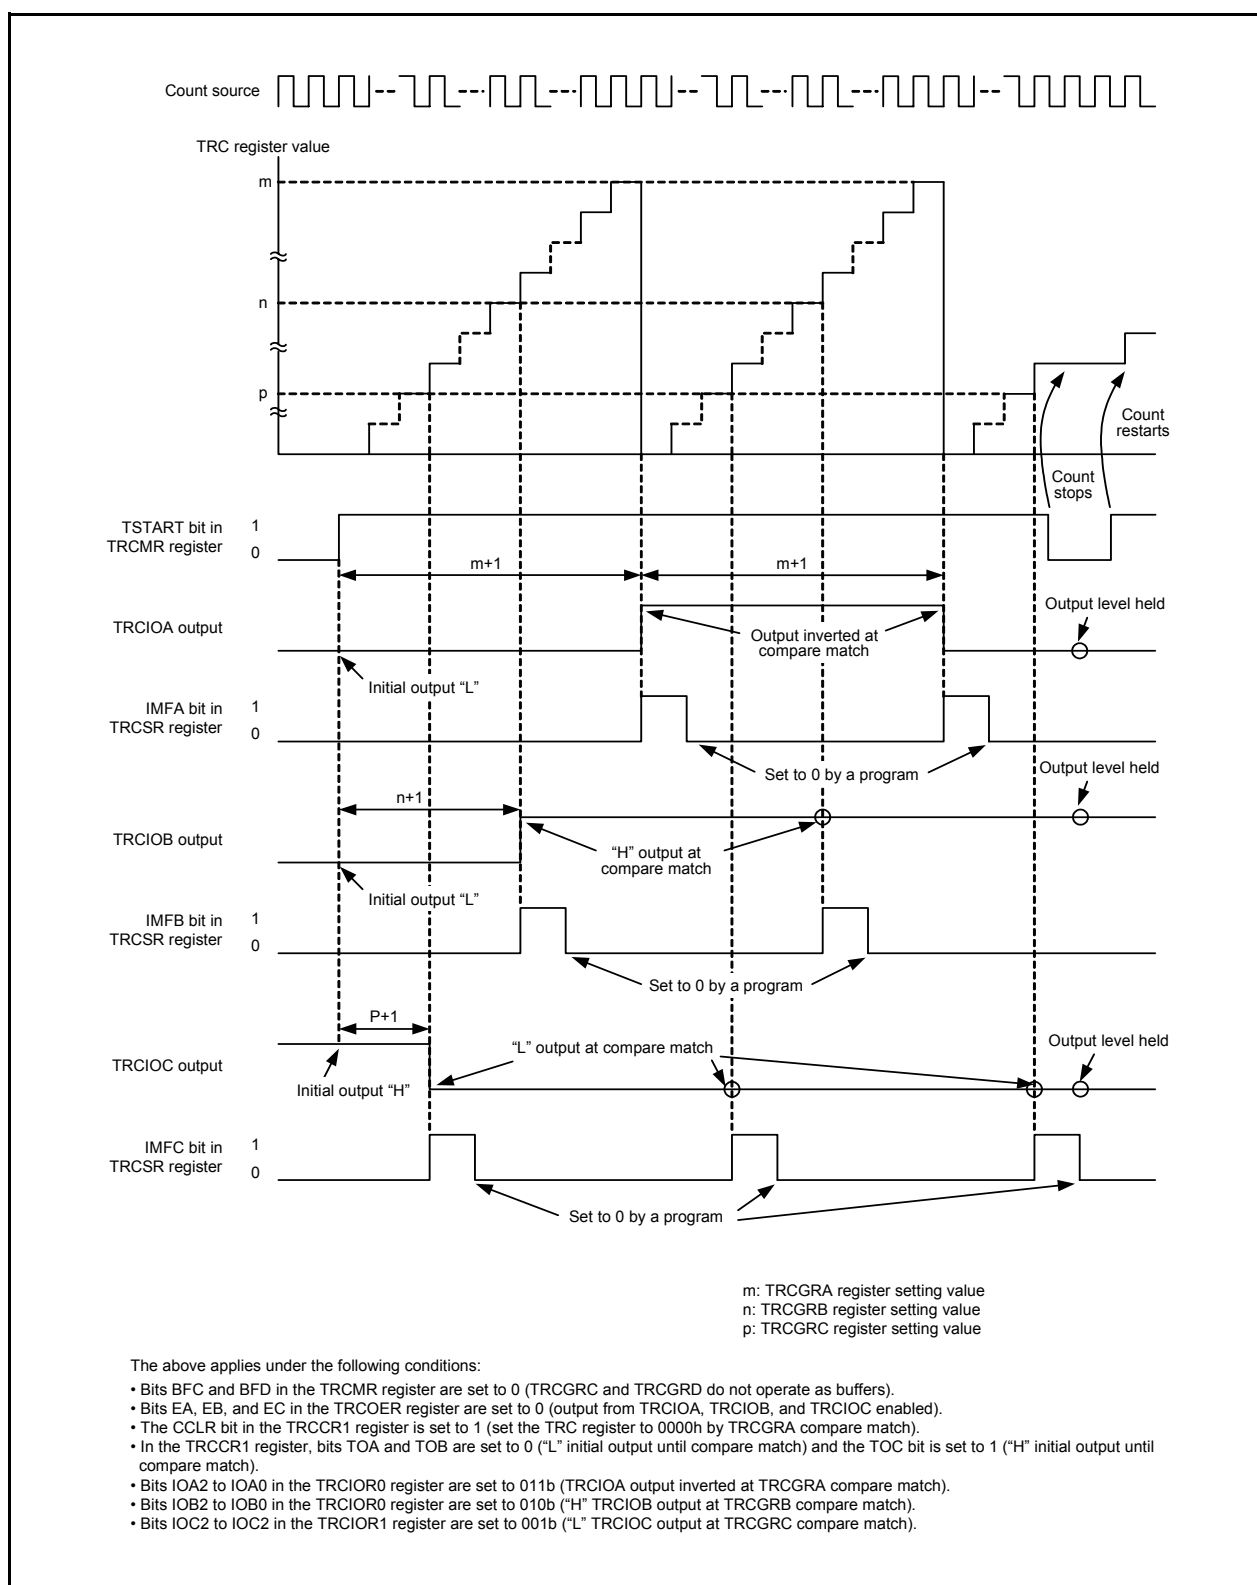 Count source
TRC register value
m
n
p
Count
restarts
Count
stops
TSTART bit in
TRCMR register
1
0
m+1
m+1
TRCIOA output
Output inverted at
compare match
Output level held
Initial output “L”
IMFA bit in
TRCSR register
1
0
Set to 0 by a program
Output level held
n+1
TRCIOB output
“H” output at
compare match
Initial output “L”
IMFB bit in
TRCSR register
1
0
Set to 0 by a program
P+1
TRCIOC output
“L” output at compare match
Output level held
Initial output “H”
IMFC bit in
TRCSR register
1
0
Set to 0 by a program
m: TRCGRA register setting value
n: TRCGRB register setting value
p: TRCGRC register setting value
The above applies under the following conditions:
• Bits BFC and BFD in the TRCMR register are set to 0 (TRCGRC and TRCGRD do not operate as buffers).
• Bits EA, EB, and EC in the TRCOER register are set to 0 (output from TRCIOA, TRCIOB, and TRCIOC enabled).
• The CCLR bit in the TRCCR1 register is set to 1 (set the TRC register to 0000h by TRCGRA compare match).
• In the TRCCR1 register, bits TOA and TOB are set to 0 (“L” initial output until compare match) and the TOC bit is set to 1 (“H” initial output until
compare match).
• Bits IOA2 to IOA0 in the TRCIOR0 register are set to 011b (TRCIOA output inverted at TRCGRA compare match).
• Bits IOB2 to IOB0 in the TRCIOR0 register are set to 010b (“H” TRCIOB output at TRCGRB compare match).
• Bits IOC2 to IOC2 in the TRCIOR1 register are set to 001b (“L” TRCIOC output at TRCGRC compare match).